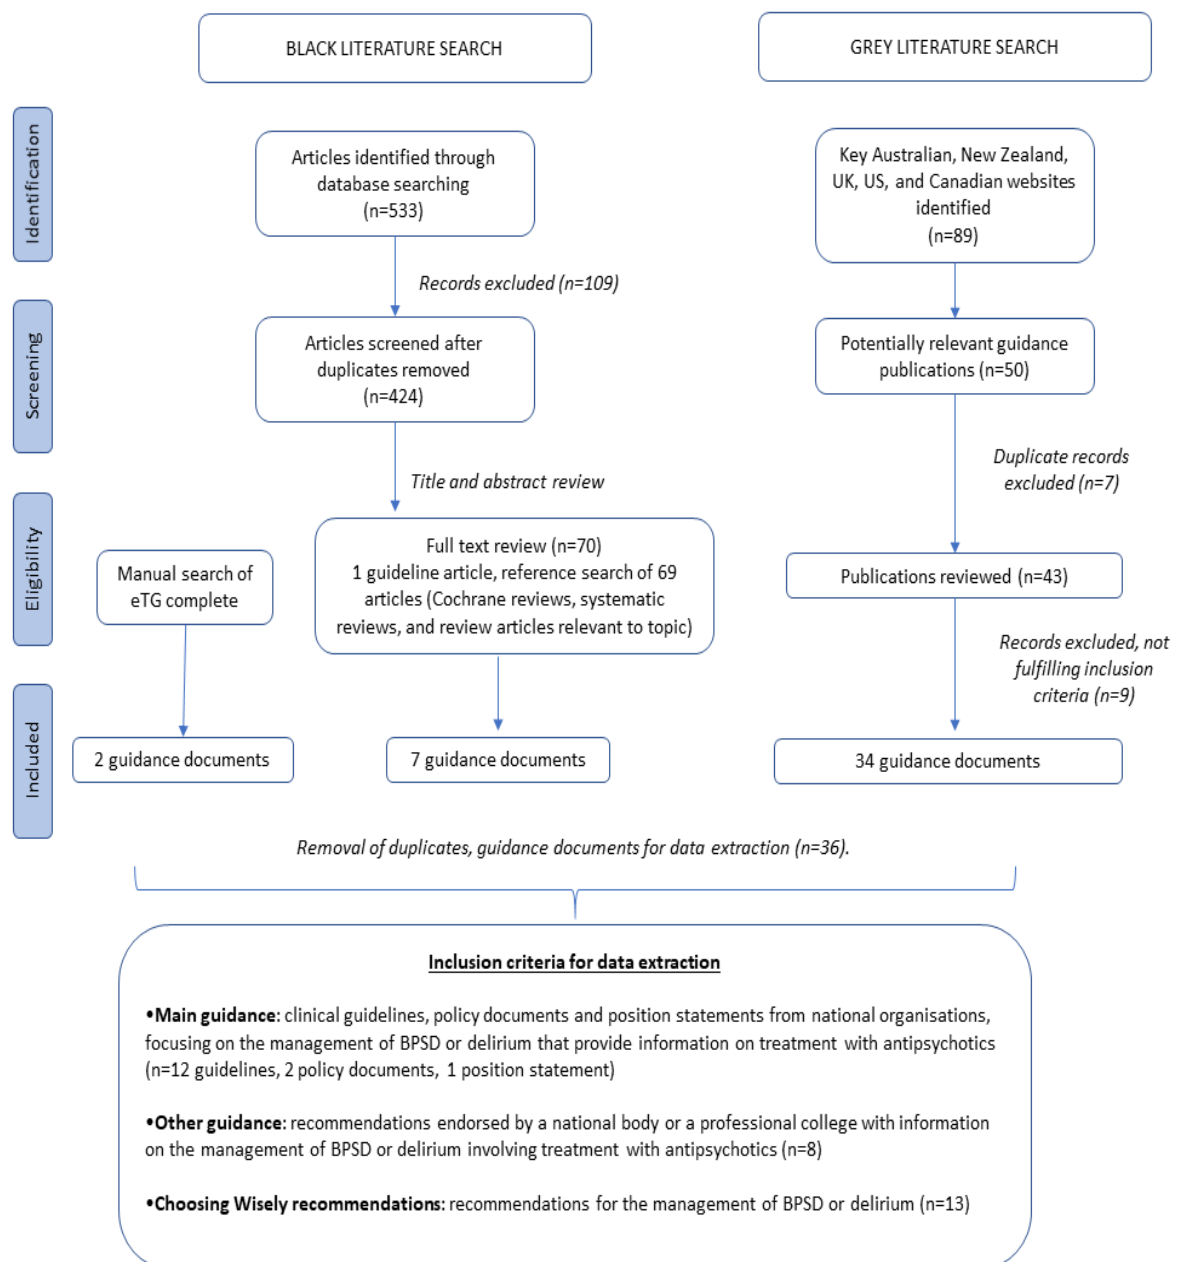 BLACK LITERATURE SEARCH
GREY LITERATURE SEARCH
Identification
Articles identified through
database searching
(n=533)
Key Australian, New Zealand,
UK, US, and Canadian websites
identified
(n=89)
Records excluded (n=109)
Screening
Articles screened after
duplicates removed
(n=424)
Potentially relevant guidance
publications (n=50)
Title and abstract review
Duplicate records
excluded (n=7)
Eligibility
Manual search of
eTG complete
Full text review (n=70)
1 guideline article, reference search of 69
articles (Cochrane reviews, systematic
reviews, and review articles relevant to topic)
Publications reviewed (n=43)
Records excluded, not
fulfilling inclusion
criteria (n=9)
Included
2 guidance documents
7 guidance documents
34 guidance documents
Removal of duplicates, guidance documents for data extraction (n=36).
Inclusion criteria for data extraction
•Main guidance: clinical guidelines, policy documents and position statements from national organisations,
focusing on the management of BPSD or delirium that provide information on treatment with antipsychotics
(n=12 guidelines, 2 policy documents, 1 position statement)
•Other guidance: recommendations endorsed by a national body or a professional college with information
on the management of BPSD or delirium involving treatment with antipsychotics (n=8)
•Choosing Wisely recommendations: recommendations for the management of BPSD or delirium (n=13)